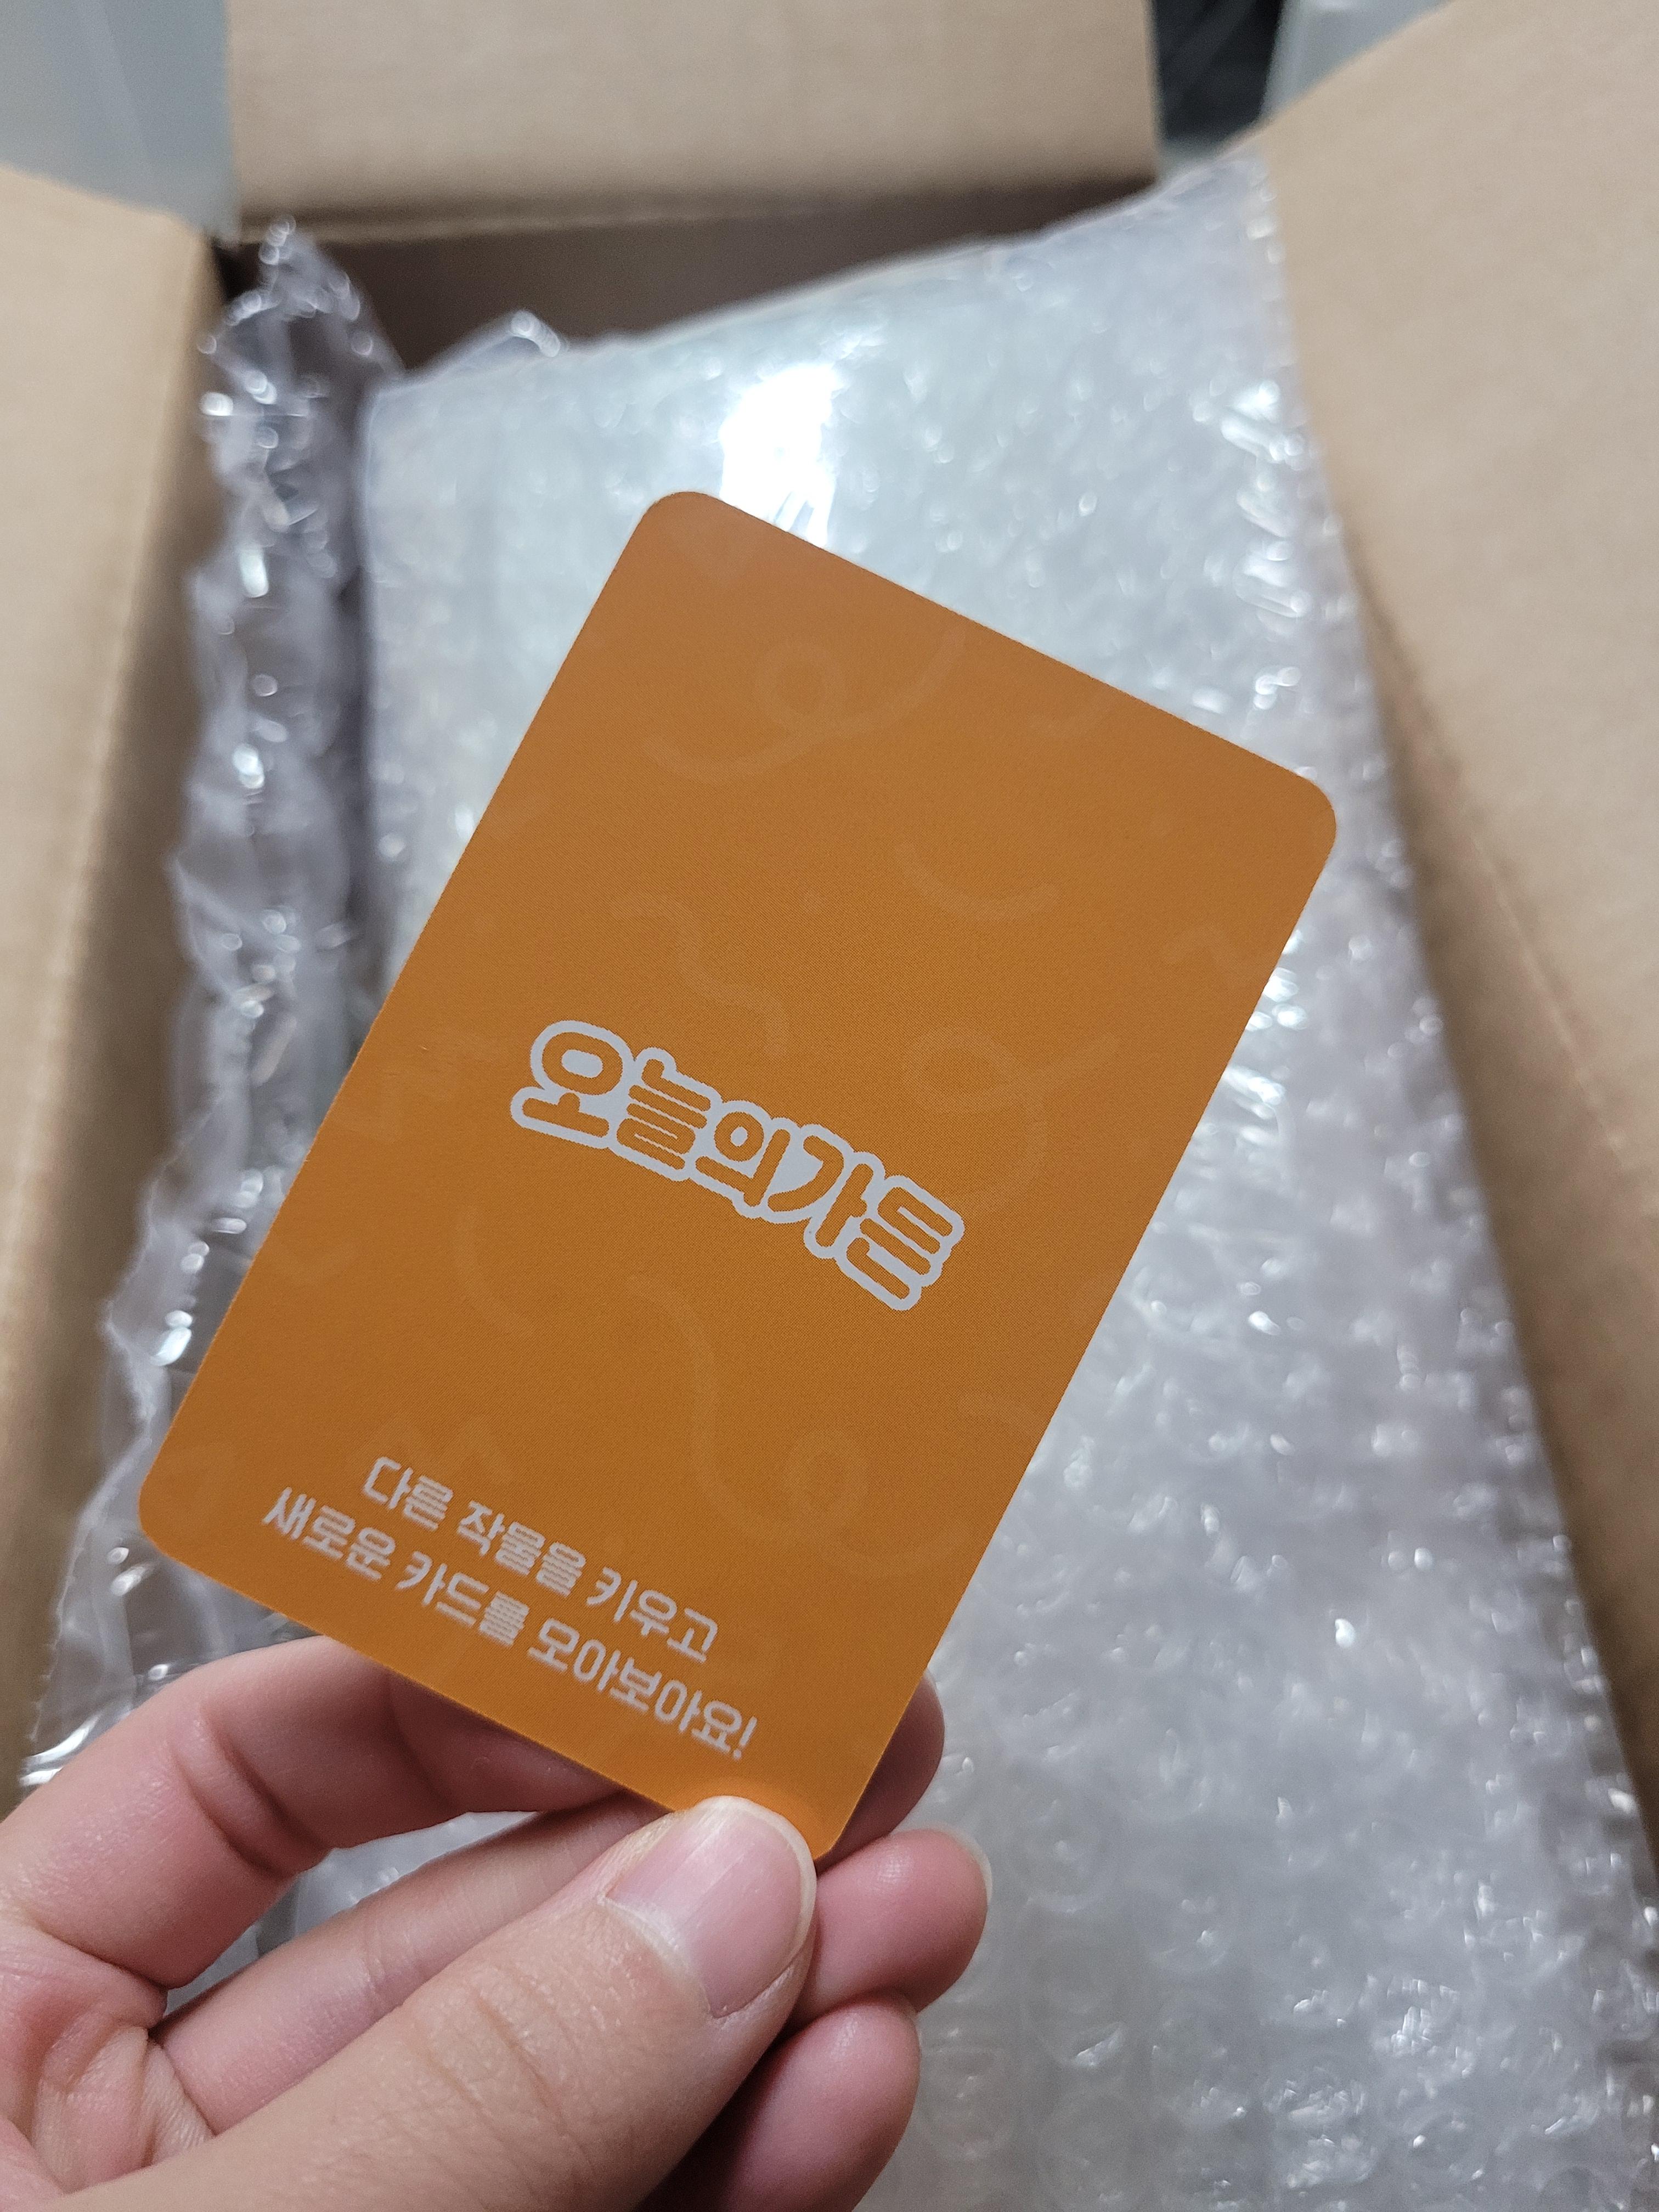 오늘의가든
다른 작물을 키우고
새로운 카드를 모아보아요!